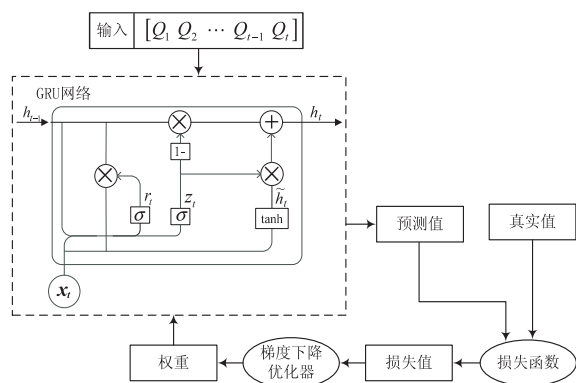 输入 [Q₁ Q₂ ⋯ Qₜ₋₁ Qₜ]
GRU网络
hₜ₋₁
hₜ
1-
rₜ
zₜ
h̃ₜ
σ
σ
tanh
xₜ
预测值
真实值
权重
梯度下降
优化器
损失值
损失函数